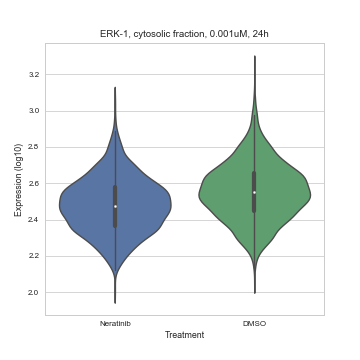 ERK-1, cytosolic fraction, 0.001uM, 24h
Expression (log10)
3.2
3.0
2.8
2.6
2.4
2.2
2.0
Neratinib DMSO
Treatment